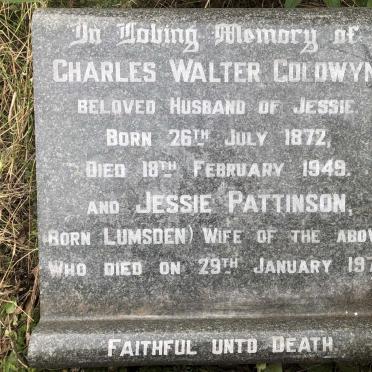 In Loving Memory of
CHARLES WALTER COLDWYN
BELOVED HUSBAND OF JESSIE
BORN 26TH JULY 1872,
DIED 18TH FEBRUARY 1949.
AND JESSIE PATTINSON,
(BORN LUMSDEN) WIFE OF THE ABOV
WHO DIED ON 29TH JANUARY 197
FAITHFUL UNTO DEATH.